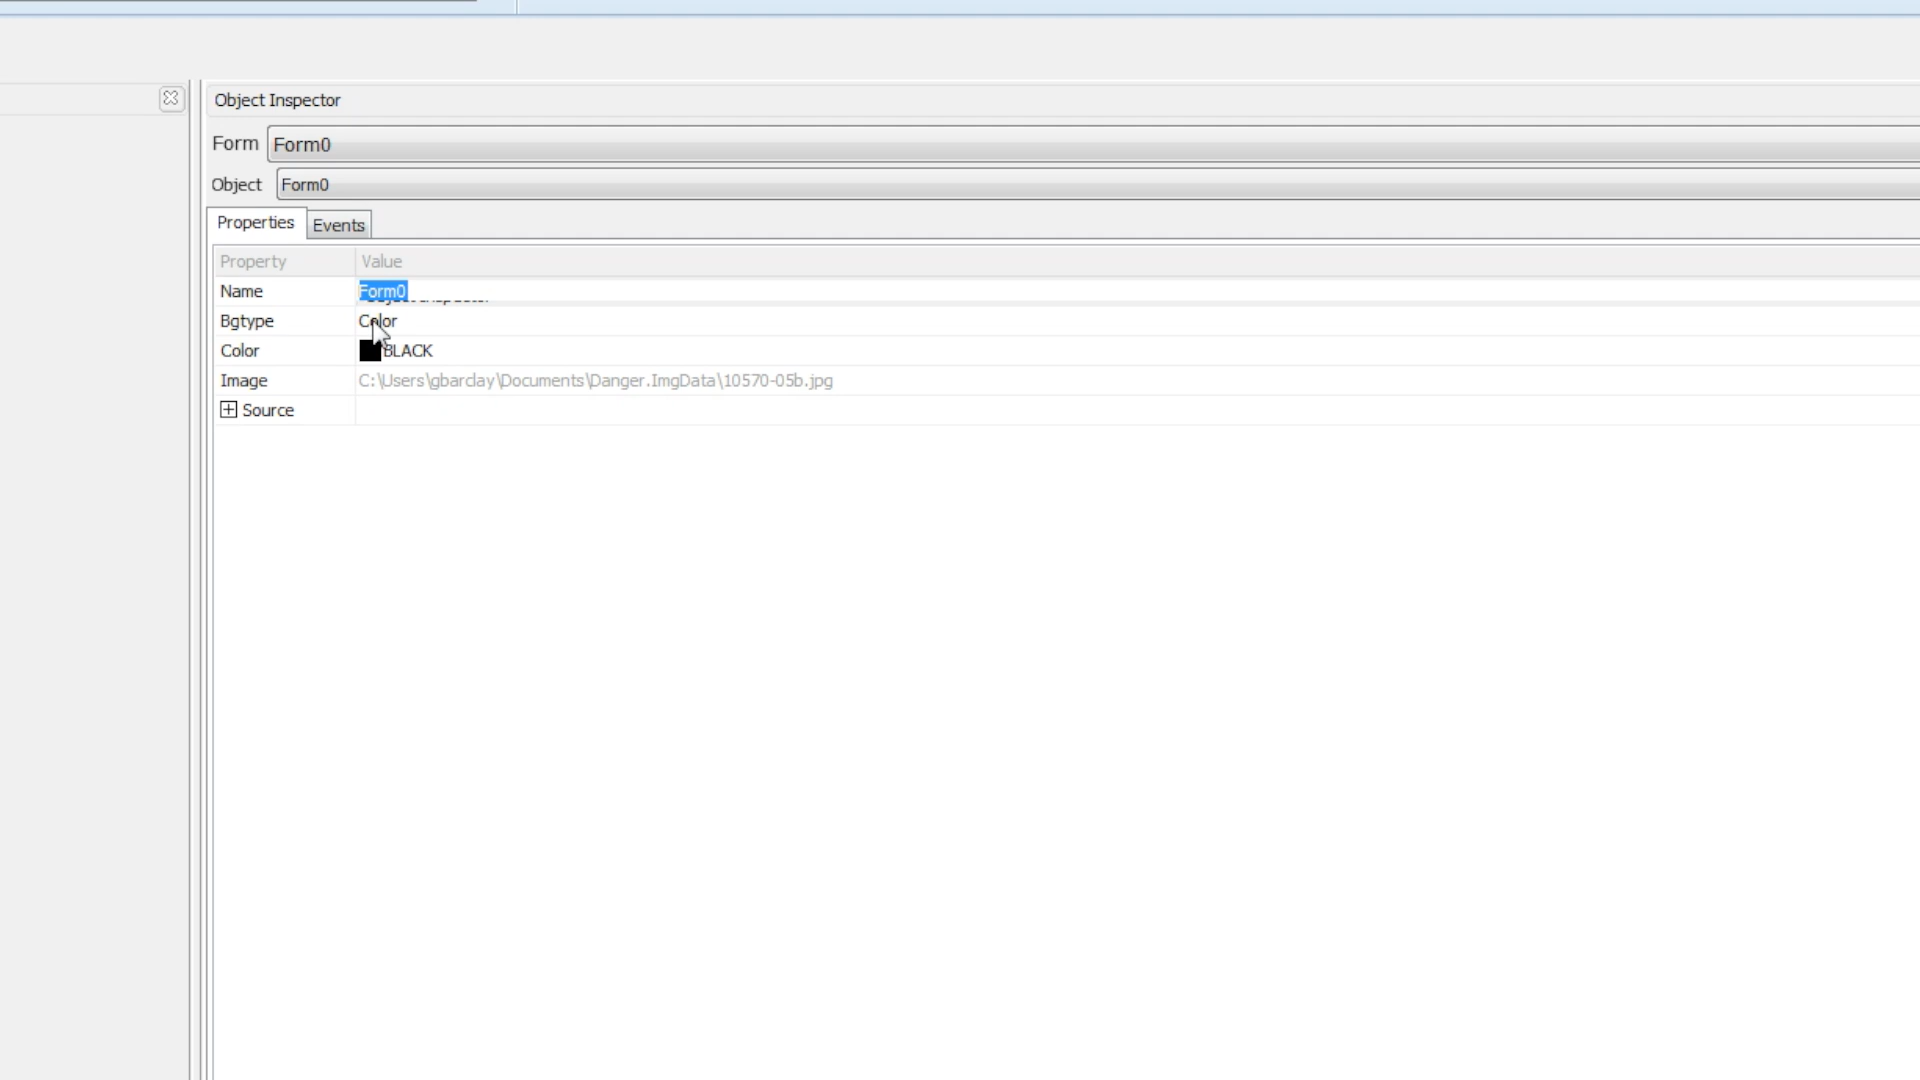 Object Inspector
Form Form0
Object Form0
Properties Events
Property Value
Name Form0
Bgtype Color
Color BLACK
Image C:\Users\gbarclay\Documents\Danger.ImgData\10570-05b.jpg
Source